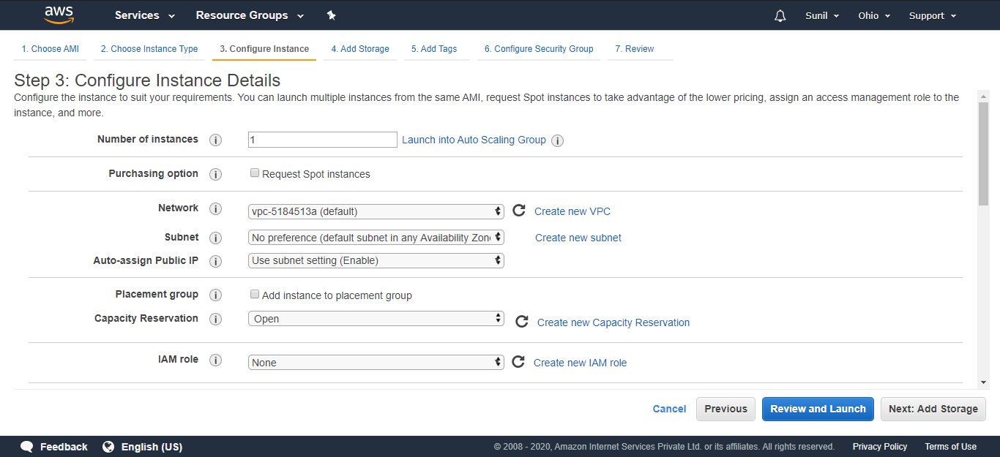 aws Services Resource Groups Sunil Ohio Support
1. Choose AMI 2. Choose Instance Type 3. Configure Instance 4. Add Storage 5. Add Tags 6. Configure Security Group 7. Review
Step 3: Configure Instance Details
Configure the instance to suit your requirements. You can launch multiple instances from the same AMI, request Spot instances to take advantage of the lower pricing, assign an access management role to the
instance, and more.
Number of instances i 1 Launch into Auto Scaling Group i
Purchasing option i Request Spot instances
Network i vpc-5184513a (default) Create new VPC
Subnet i No preference (default subnet in any Availability Zon Create new subnet
Auto-assign Public IP i Use subnet setting (Enable)
Placement group i Add instance to placement group
Capacity Reservation i Open Create new Capacity Reservation
IAM role i None Create new IAM role
Cancel Previous Review and Launch Next: Add Storage
Feedback English (US) © 2008 - 2020, Amazon Internet Services Private Ltd. or its affiliates. All rights reserved. Privacy Policy Terms of Use